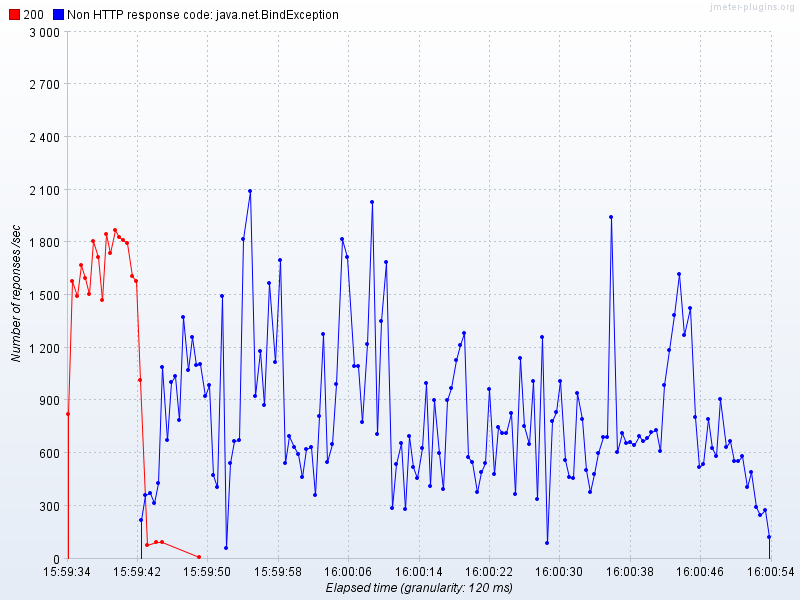 200 Non HTTP response code: java.net.BindException
jmeter-plugins.org
3 000
2 700
2 400
2 100
1 800
1 500
1 200
900
600
300
0
Number of reponses /sec
15:59:34 15:59:42 15:59:50 15:59:58 16:00:06 16:00:14 16:00:22 16:00:30 16:00:38 16:00:46 16:00:54
Elapsed time (granularity: 120 ms)